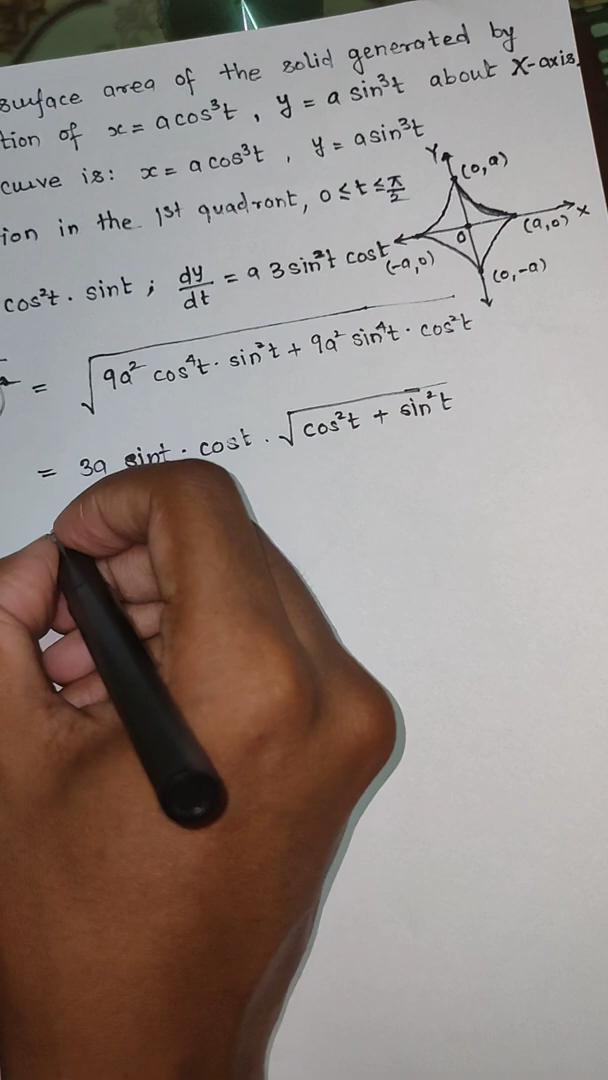 surface area of the solid generated by
tion of x = a cos³t , y = a sin³t about X-axis.
curve is: x = a cos³t , y = a sin³t
ion in the 1st quadront, 0 ≤ t ≤ π/2
Y
(0,a)
(a,0) X
0
(-a,0)
(0,-a)
cos²t · sint ; dy/dt = a 3 sin²t cost
= √(9a² cos⁴t · sin²t + 9a² sin⁴t · cos²t)
= 3a sint · cost · √(cos²t + sin²t)